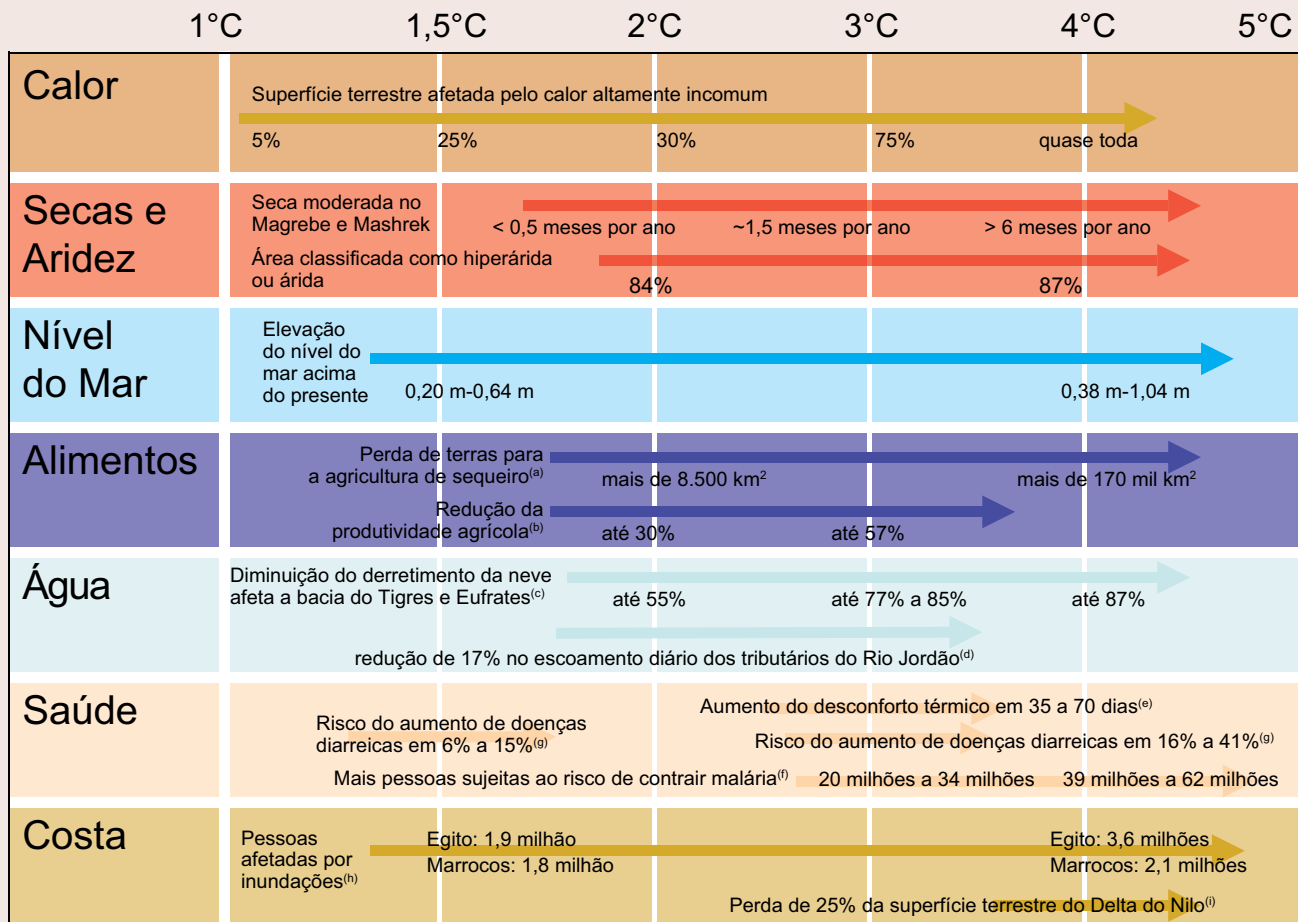 1°C 1,5°C 2°C 3°C 4°C 5°C
Calor
Superfície terrestre afetada pelo calor altamente incomum
5% 25% 30% 75% quase toda
Secas e
Aridez
Seca moderada no
Magrebe e Mashrek
< 0,5 meses por ano ~1,5 meses por ano > 6 meses por ano
Área classificada como hiperárida
ou árida
84% 87%
Nível
do Mar
Elevação
do nível do
mar acima
do presente
0,20 m-0,64 m 0,38 m-1,04 m
Alimentos
Perda de terras para
a agricultura de sequeiro(a)
mais de 8.500 km² mais de 170 mil km²
Redução da
produtividade agrícola(b)
até 30% até 57%
Água
Diminuição do derretimento da neve
afeta a bacia do Tigres e Eufrates(c)
até 55% até 77% a 85% até 87%
redução de 17% no escoamento diário dos tributários do Rio Jordão(d)
Saúde
Aumento do desconforto térmico em 35 a 70 dias(e)
Risco do aumento de doenças
diarreicas em 6% a 15%(g)
Risco do aumento de doenças diarreicas em 16% a 41%(g)
Mais pessoas sujeitas ao risco de contrair malária(f) 20 milhões a 34 milhões 39 milhões a 62 milhões
Costa
Pessoas
afetadas por
inundações(h)
Egito: 1,9 milhão
Marrocos: 1,8 milhão
Egito: 3,6 milhões
Marrocos: 2,1 milhões
Perda de 25% da superfície terrestre do Delta do Nilo(i)